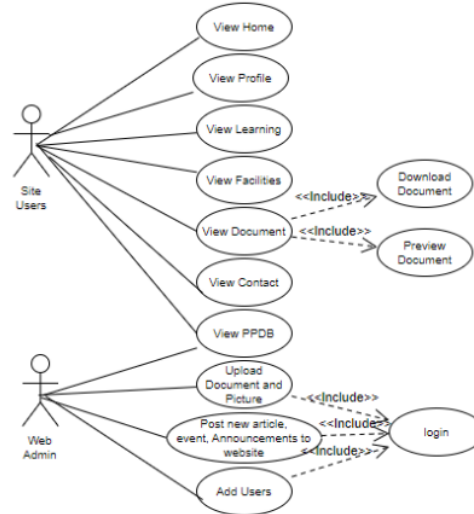 View Home
View Profile
View Learning
Site
Users
View Facilities
Download
Document
<<Include>>
View Document
<<Include>>
Preview
Document
View Contact
View PPDB
Upload
Document and
Picture
<<Include>>
Web
Admin
Post new article,
event, Announcements to
website
<<Include>>
login
<<Include>>
Add Users